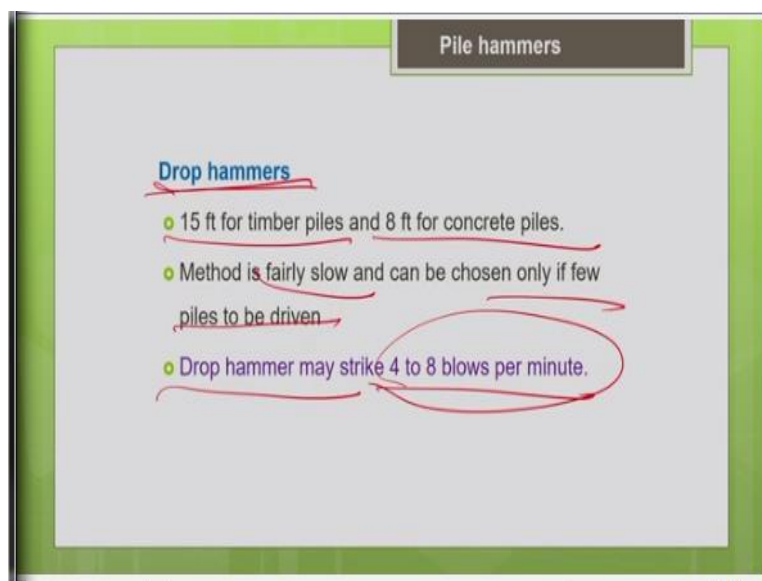 Pile hammers
Drop hammers
15 ft for timber piles and 8 ft for concrete piles.
Method is fairly slow and can be chosen only if few
piles to be driven
Drop hammer may strike 4 to 8 blows per minute.